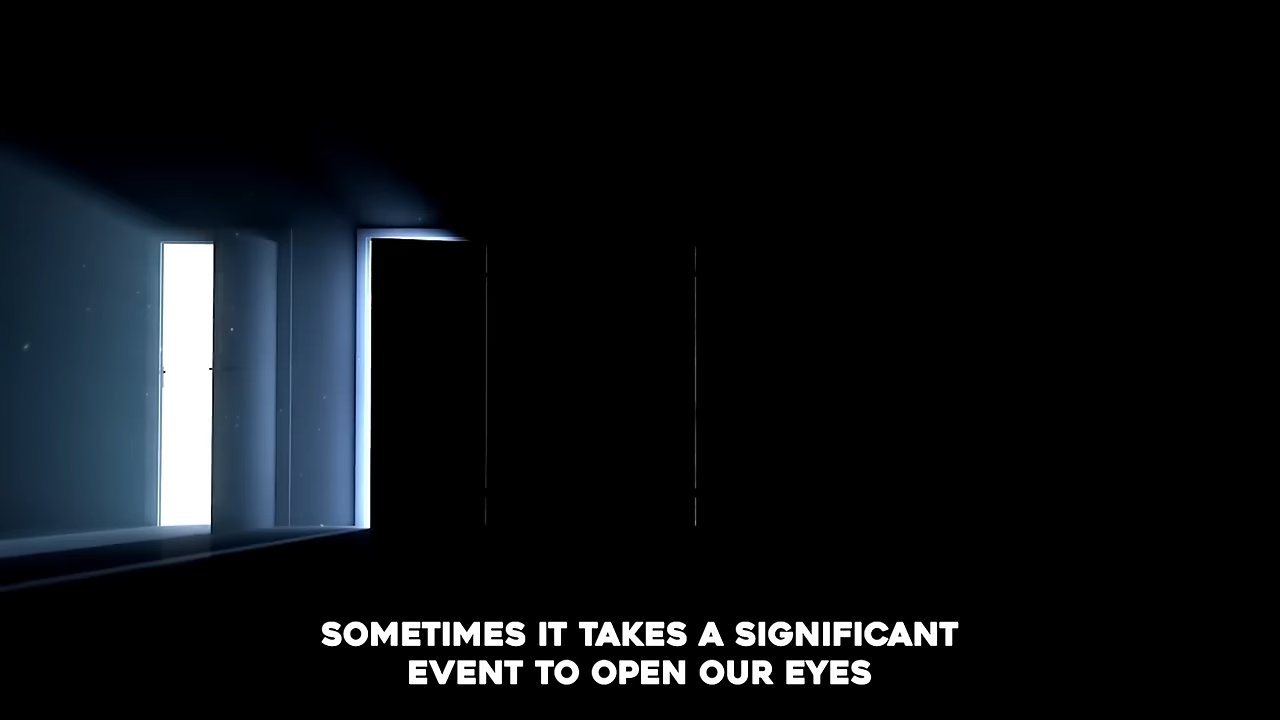 SOMETIMES IT TAKES A SIGNIFICANT
EVENT TO OPEN OUR EYES